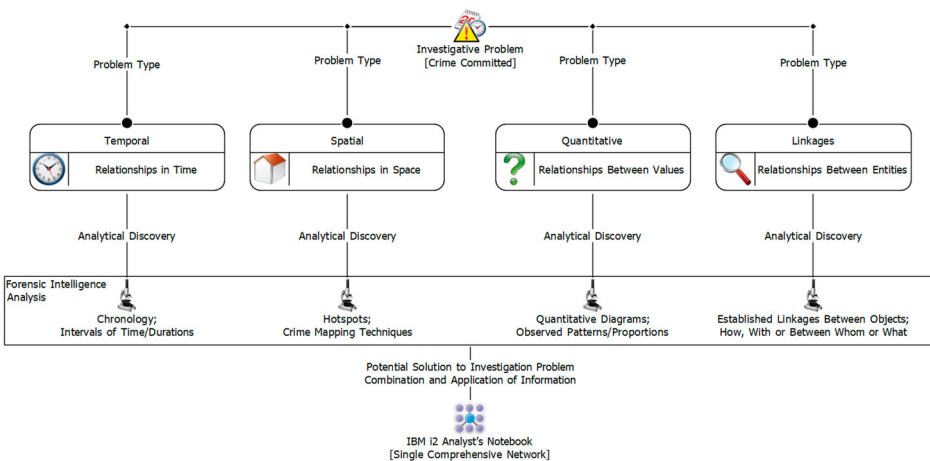 Investigative Problem
[Crime Committed]
Problem Type
Problem Type
Problem Type
Problem Type
Temporal
Relationships in Time
Spatial
Relationships in Space
Quantitative
Relationships Between Values
Linkages
Relationships Between Entities
Analytical Discovery
Analytical Discovery
Analytical Discovery
Analytical Discovery
Forensic Intelligence
Analysis
Chronology;
Intervals of Time/Durations
Hotspots;
Crime Mapping Techniques
Quantitative Diagrams;
Observed Patterns/Proportions
Established Linkages Between Objects;
How, With or Between Whom or What
Potential Solution to Investigation Problem
Combination and Application of Information
IBM i2 Analyst's Notebook
[Single Comprehensive Network]